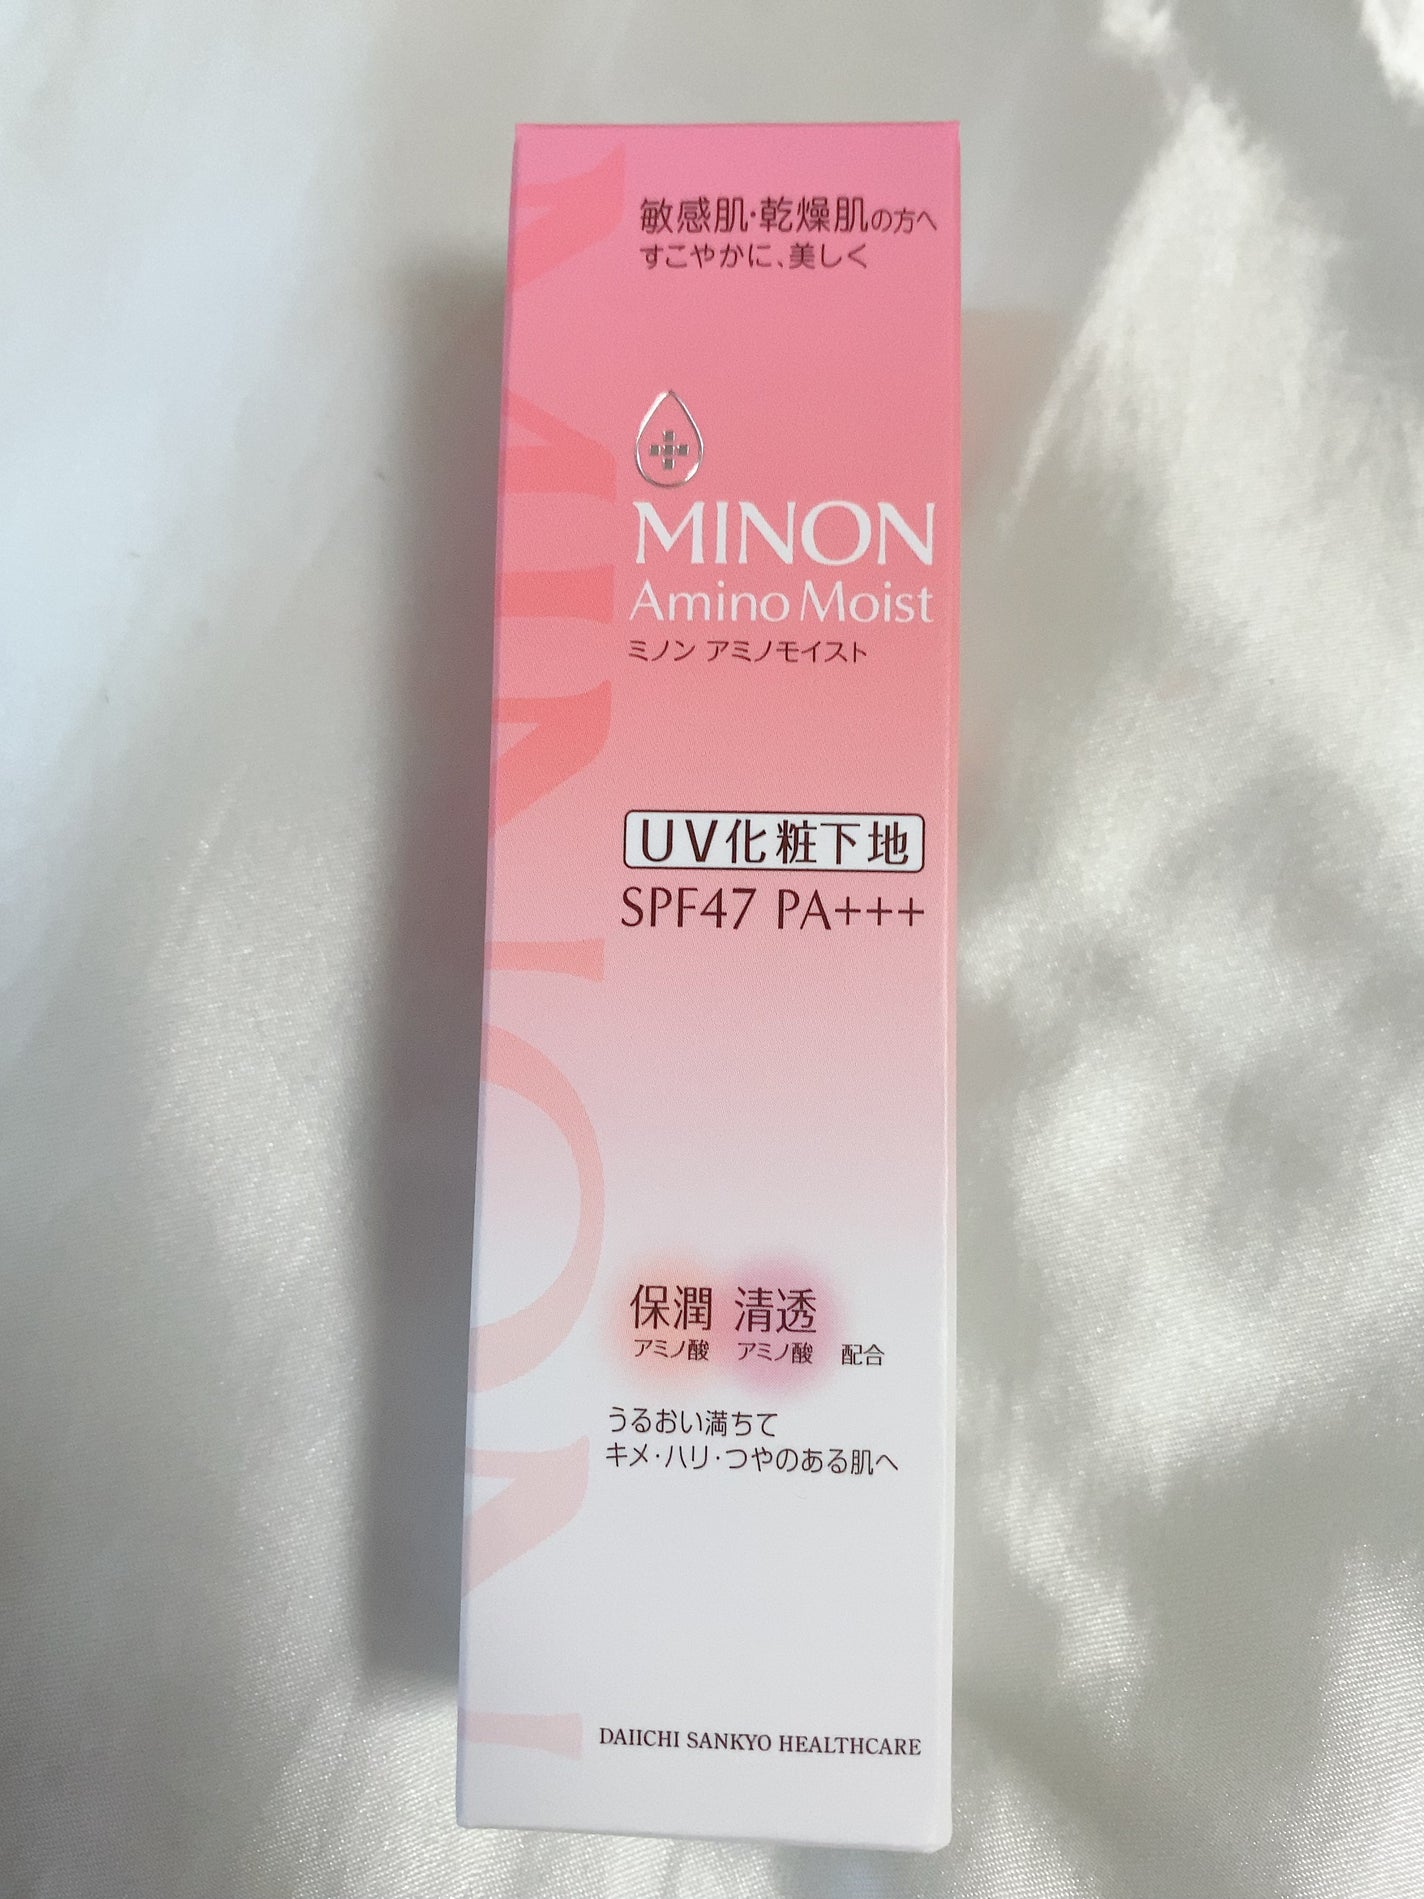 敏感肌・乾燥肌の方へ
すこやかに、美しく
MINON
Amino Moist
ミノン アミノモイスト
UV化粧下地
SPF47 PA+++
保潤 清透
アミノ酸 アミノ酸 配合
うるおい満ちて
キメ・ハリ・つやのある肌へ
DAIICHI SANKYO HEALTHCARE
MINON